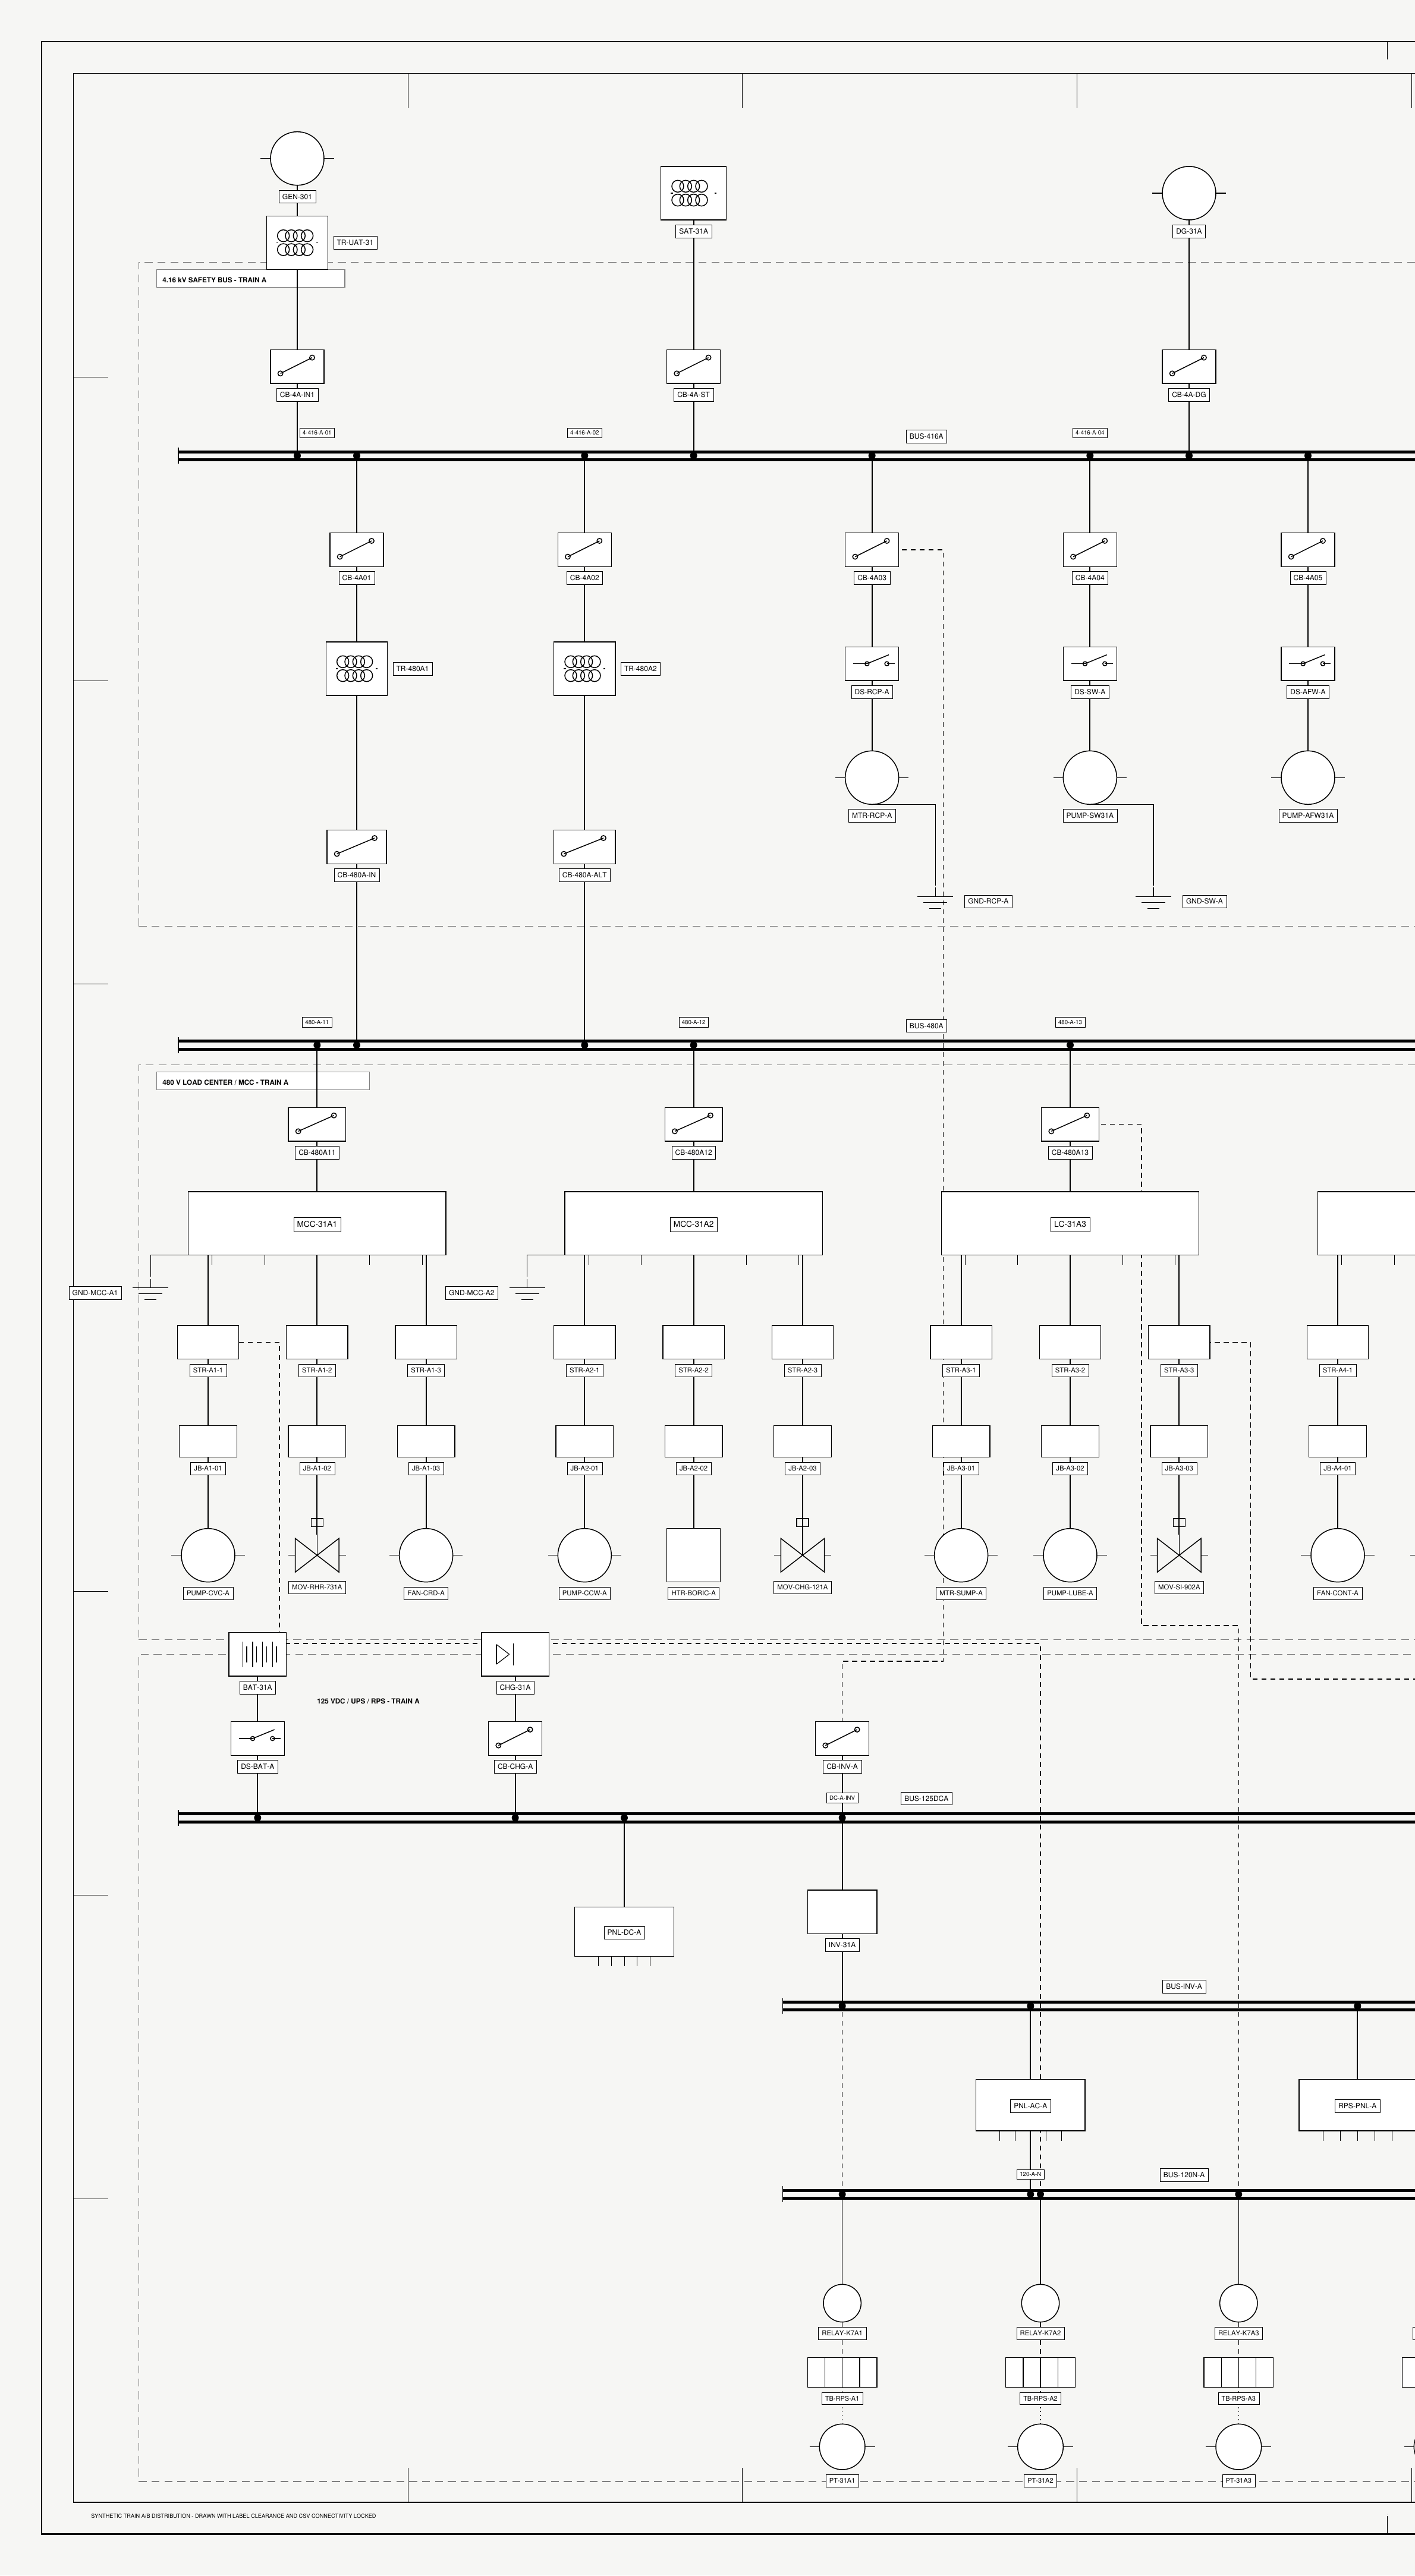 GEN-301
SAT-31A
DG-31A
TR-UAT-31
4.16 kV SAFETY BUS - TRAIN A
CB-4A-IN1
CB-4A-ST
CB-4A-DG
4-416-A-01
4-416-A-02
BUS-416A
4-416-A-04
CB-4A01
CB-4A02
CB-4A03
CB-4A04
CB-4A05
TR-480A1
TR-480A2
DS-RCP-A
DS-SW-A
DS-AFW-A
MTR-RCP-A
PUMP-SW31A
PUMP-AFW31A
CB-480A-IN
CB-480A-ALT
GND-RCP-A
GND-SW-A
480-A-11
480-A-12
BUS-480A
480-A-13
480 V LOAD CENTER / MCC - TRAIN A
CB-480A11
CB-480A12
CB-480A13
MCC-31A1
MCC-31A2
LC-31A3
GND-MCC-A1
GND-MCC-A2
STR-A1-1
STR-A1-2
STR-A1-3
STR-A2-1
STR-A2-2
STR-A2-3
STR-A3-1
STR-A3-2
STR-A3-3
STR-A4-1
JB-A1-01
JB-A1-02
JB-A1-03
JB-A2-01
JB-A2-02
JB-A2-03
JB-A3-01
JB-A3-02
JB-A3-03
JB-A4-01
PUMP-CVC-A
MOV-RHR-731A
FAN-CRD-A
PUMP-CCW-A
HTR-BORIC-A
MOV-CHG-121A
MTR-SUMP-A
PUMP-LUBE-A
MOV-SI-902A
FAN-CONT-A
BAT-31A
CHG-31A
125 VDC / UPS / RPS - TRAIN A
DS-BAT-A
CB-CHG-A
CB-INV-A
DC-A-INV
BUS-125DCA
PNL-DC-A
INV-31A
BUS-INV-A
PNL-AC-A
RPS-PNL-A
120-A-N
BUS-120N-A
RELAY-K7A1
RELAY-K7A2
RELAY-K7A3
TB-RPS-A1
TB-RPS-A2
TB-RPS-A3
PT-31A1
PT-31A2
PT-31A3
SYNTHETIC TRAIN A/B DISTRIBUTION - DRAWN WITH LABEL CLEARANCE AND CSV CONNECTIVITY LOCKED